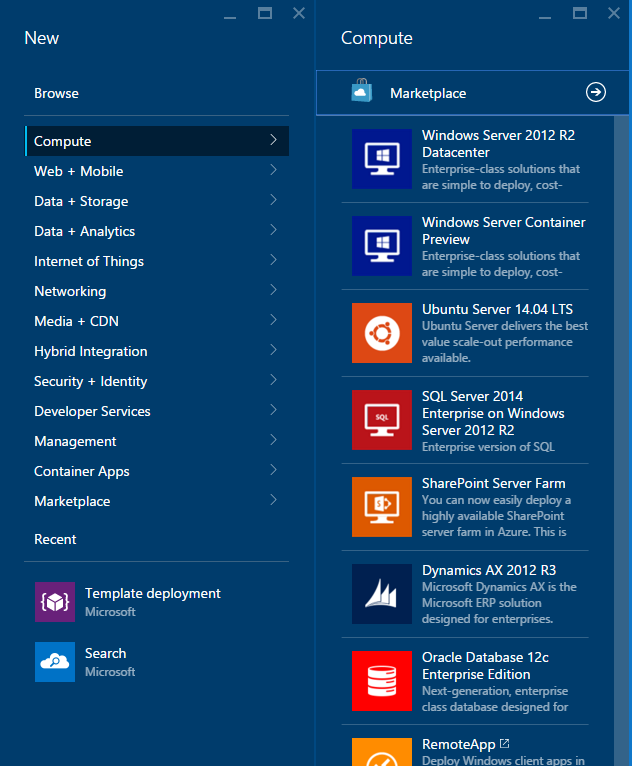 New
Browse
Compute
Web + Mobile
Data + Storage
Data + Analytics
Internet of Things
Networking
Media + CDN
Hybrid Integration
Security + Identity
Developer Services
Management
Container Apps
Marketplace
Recent
Template deployment
Microsoft
Search
Microsoft
Compute
Marketplace
Windows Server 2012 R2
Datacenter
Enterprise-class solutions that
are simple to deploy, cost-
Windows Server Container
Preview
Enterprise-class solutions that
are simple to deploy, cost-
Ubuntu Server 14.04 LTS
Ubuntu Server delivers the best
value scale-out performance
available.
SQL
SQL Server 2014
Enterprise on Windows
Server 2012 R2
Enterprise version of SQL
SharePoint Server Farm
You can now easily deploy a
highly available SharePoint
server farm in Azure. This is
Dynamics AX 2012 R3
Microsoft Dynamics AX is the
Microsoft ERP solution
designed for enterprises.
Oracle Database 12c
Enterprise Edition
Next-generation, enterprise
class database designed for
RemoteApp
Deploy Windows client apps in